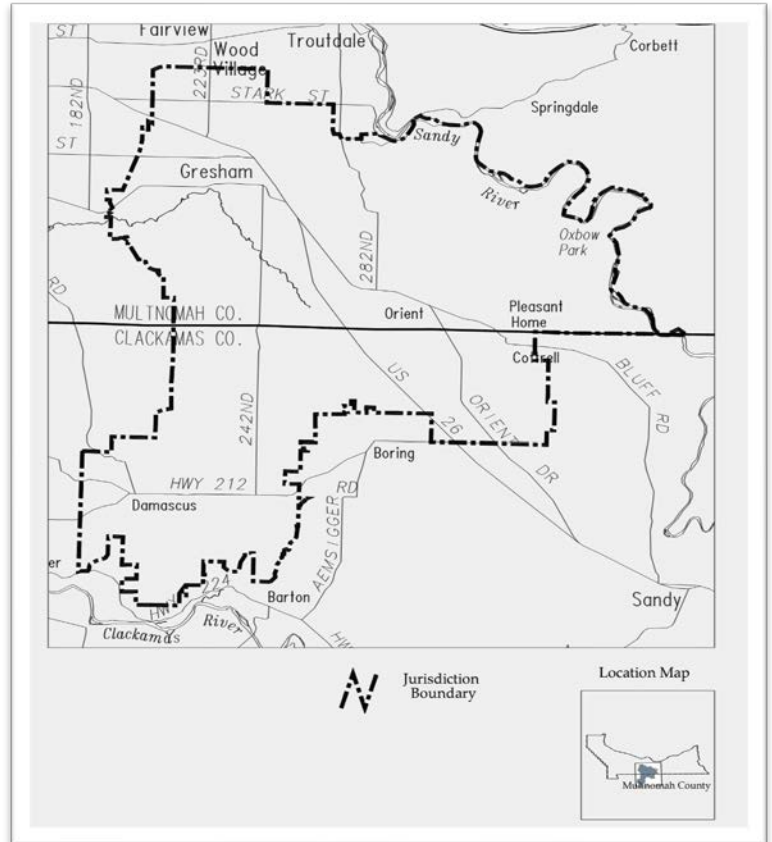 ST
Fairview
Troutdale
Corbett
Wood
Village
223RD
182ND
STARK ST
Springdale
Sandy
River
ST
Gresham
282ND
Oxbow
Park
RD
MULTNOMAH CO.
CLACKAMAS CO.
Orient
Pleasant
Home
Cottrell
BLUFF
RD
US
26
ORIENT
DR
242ND
Boring
HWY 212
RD
AEMSIGGER
Damascus
er
HWY 224
Barton
Clackamas
River
HW
Sandy
Jurisdiction
Boundary
Location Map
Multnomah County